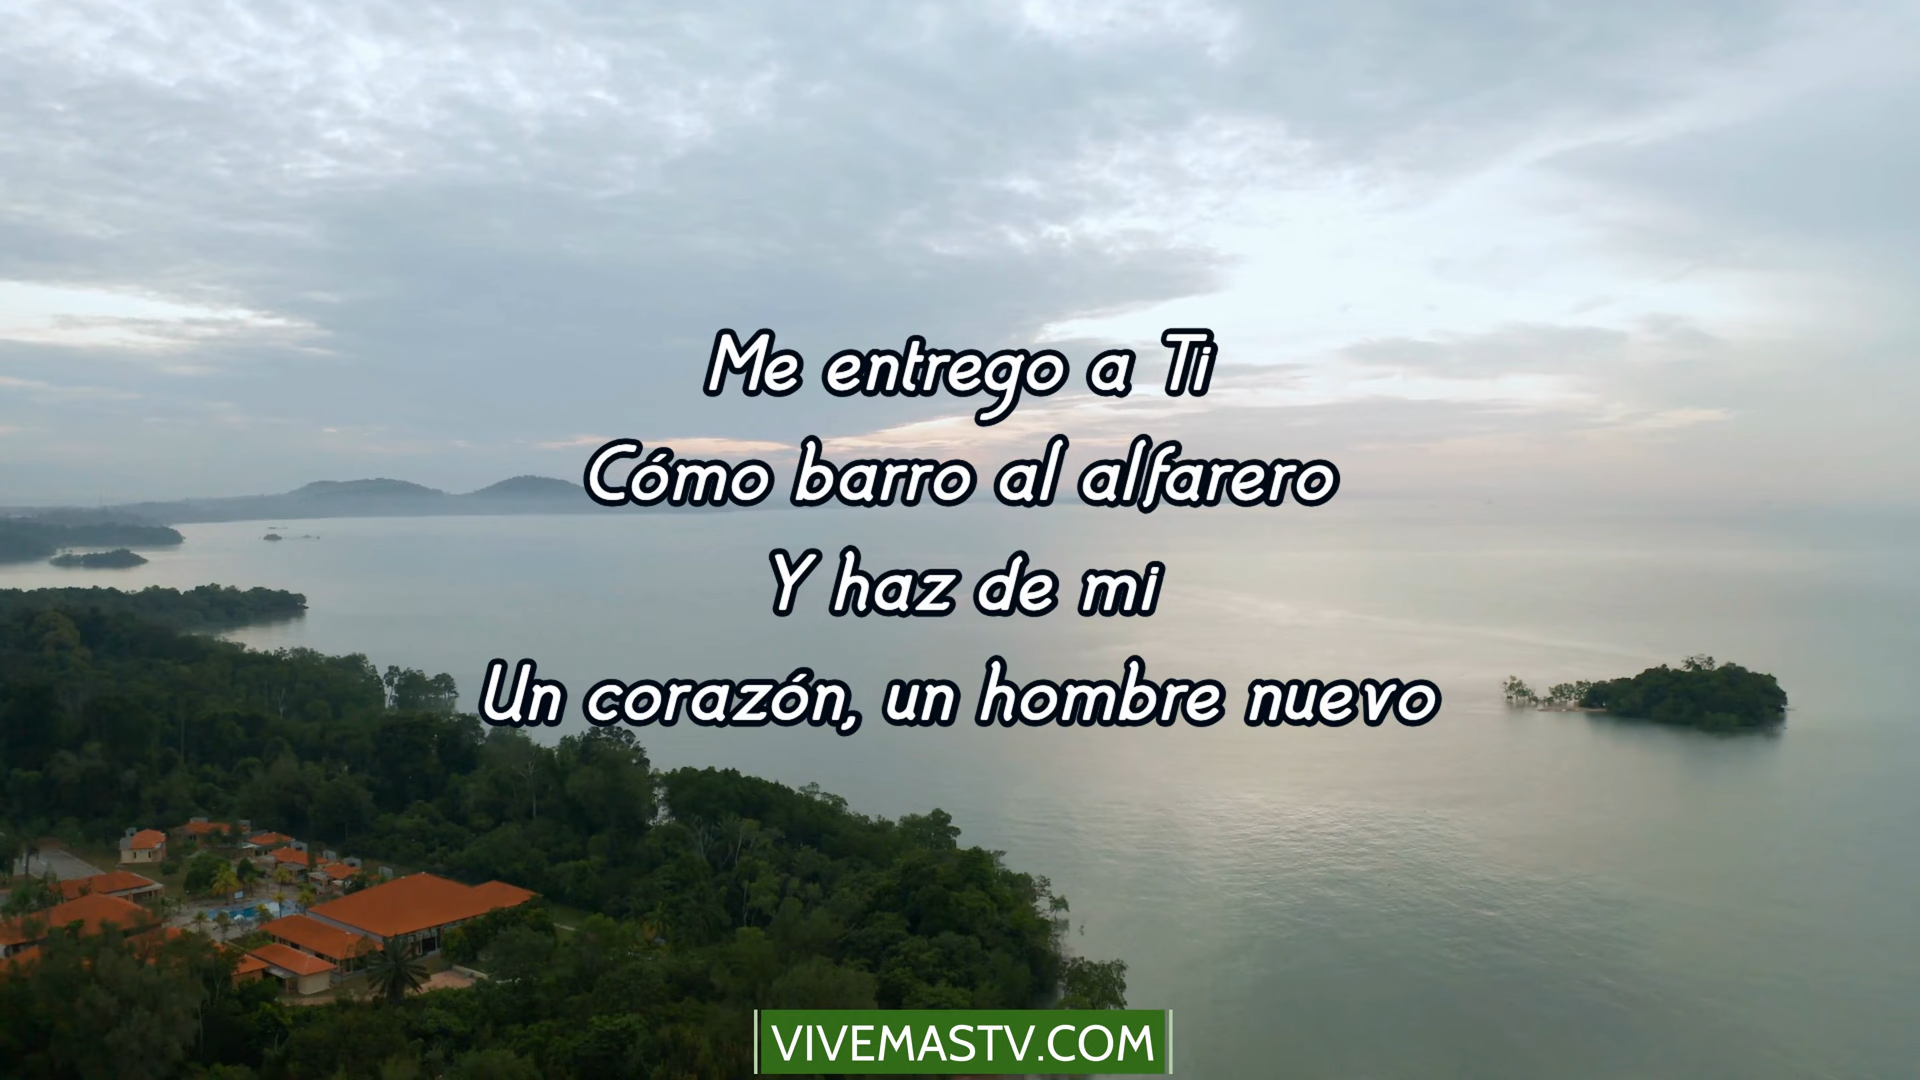 Me entrego a Ti
Cómo barro al alfarero
Y haz de mi
Un corazón, un hombre nuevo
VIVEMASTV.COM